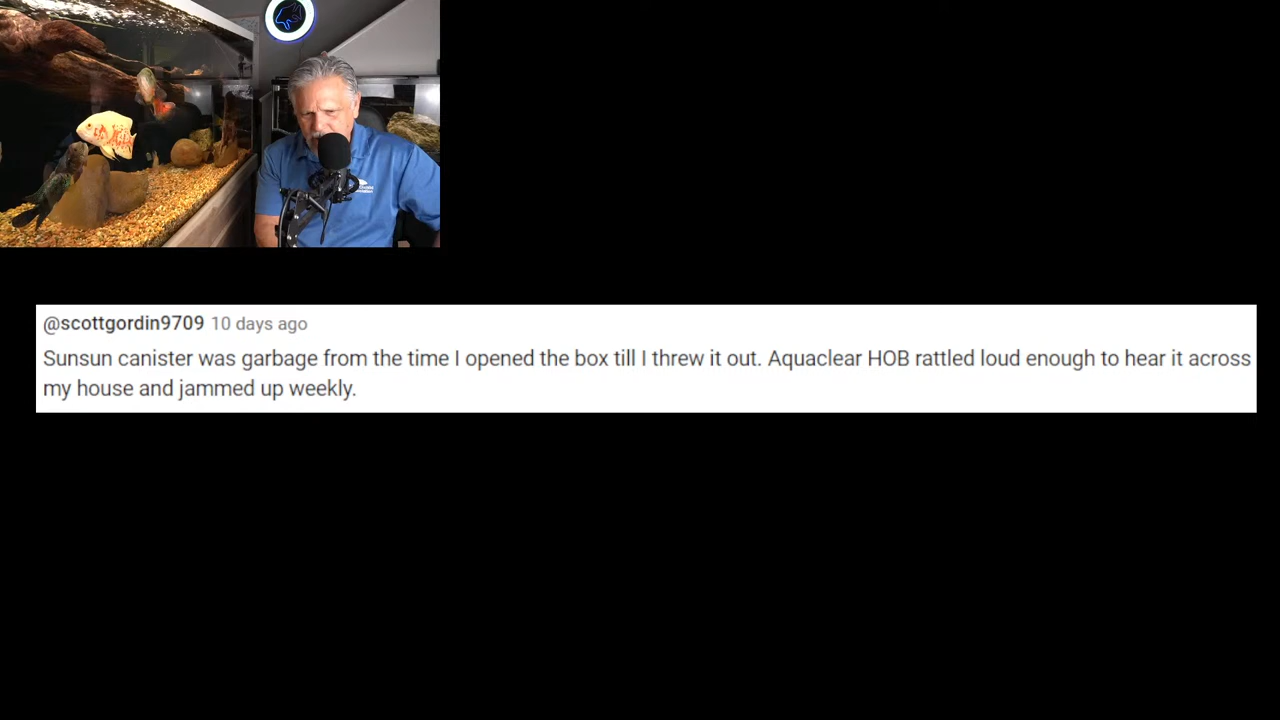 @scottgordin9709 10 days ago
Sunsun canister was garbage from the time I opened the box till I threw it out. Aquaclear HOB rattled loud enough to hear it across
my house and jammed up weekly.